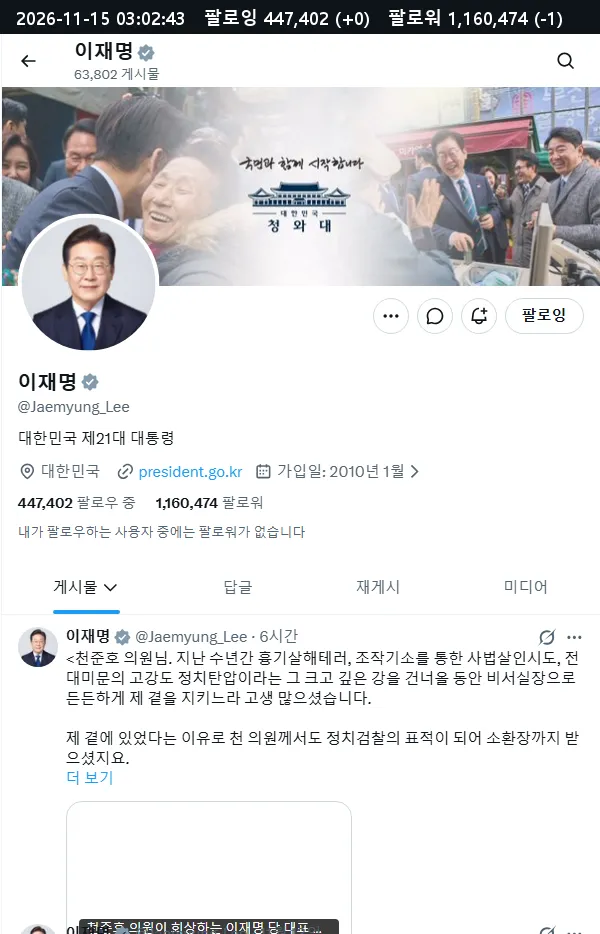 2026-11-15 03:02:43 팔로잉 447,402 (+0) 팔로워 1,160,474 (-1)
이재명
63,802 게시물
국민과 함께 시작합니다
대한민국
청와대
팔로잉
이재명
@Jaemyung_Lee
대한민국 제21대 대통령
대한민국 president.go.kr 가입일: 2010년 1월
447,402 팔로우 중 1,160,474 팔로워
내가 팔로우하는 사용자 중에는 팔로워가 없습니다
게시물 답글 재게시 미디어
이재명 @Jaemyung_Lee · 6시간
<천준호 의원님. 지난 수년간 흉기살해테러, 조작기소를 통한 사법살인시도, 전
대미문의 고강도 정치탄압이라는 그 크고 깊은 강을 건너올 동안 비서실장으로
든든하게 제 곁을 지키느라 고생 많으셨습니다.
제 곁에 있었다는 이유로 천 의원께서도 정치검찰의 표적이 되어 소환장까지 받
으셨지요.
더 보기
천준호 의원이 회상하는 이재명 당 대표 ...